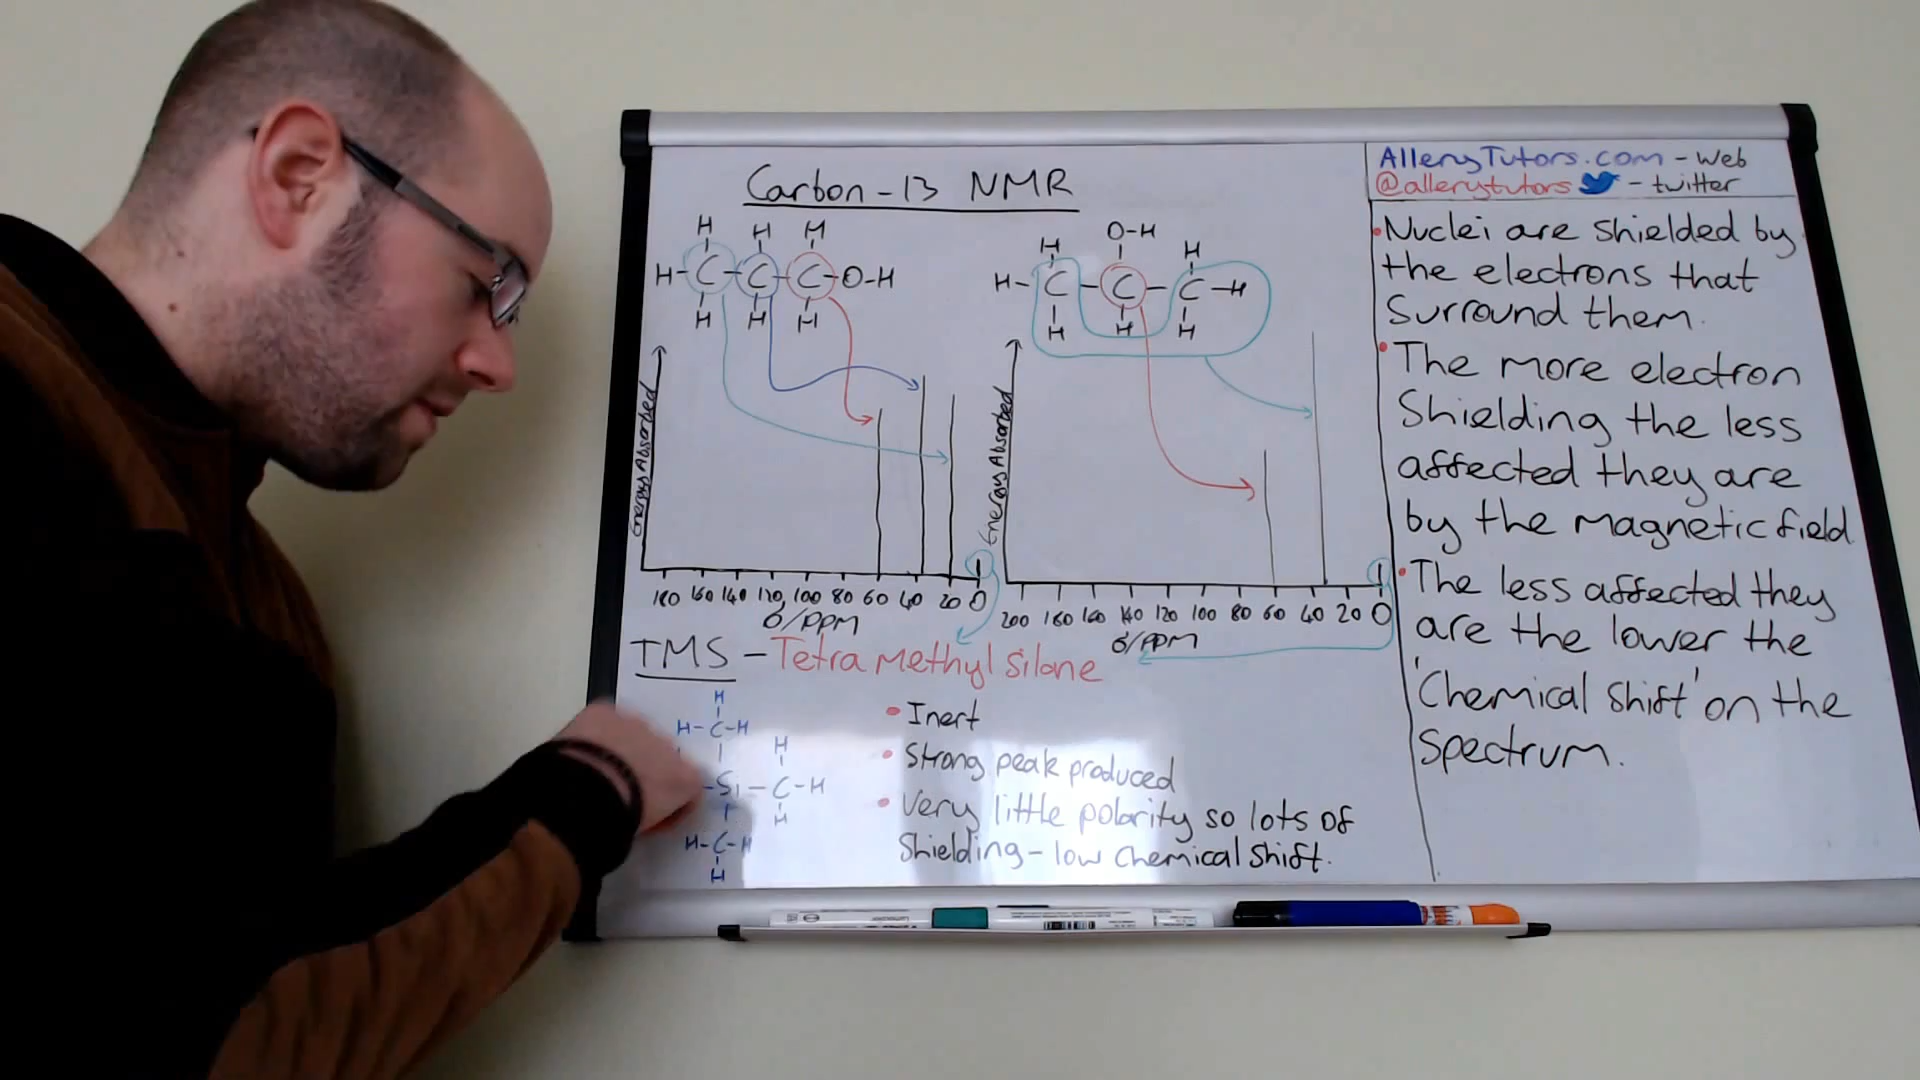 Carbon-13 NMR
AlleryTutors.com - Web
@allerytutors - twitter
H H H
H-C-C-C-O-H
H H H
O-H
H H
H-C-C-C-H
H H H
Energy Absorbed
180 160 140 120 100 80 60 40 20 0
δ/PPM
Energy Absorbed
200 180 160 140 120 100 80 60 40 20 0
δ/PPM
TMS - Tetra Methyl Silane
H
H-C-H
H
-Si-C-H
H
H-C-H
H
• Inert
• Strong peak produced
• Very little polarity so lots of
Shielding - low Chemical Shift.
• Nuclei are shielded by
the electrons that
Surround them.
• The more electron
Shielding the less
affected they are
by the magnetic field
• The less affected they
are the lower the
'Chemical Shift' on the
Spectrum.